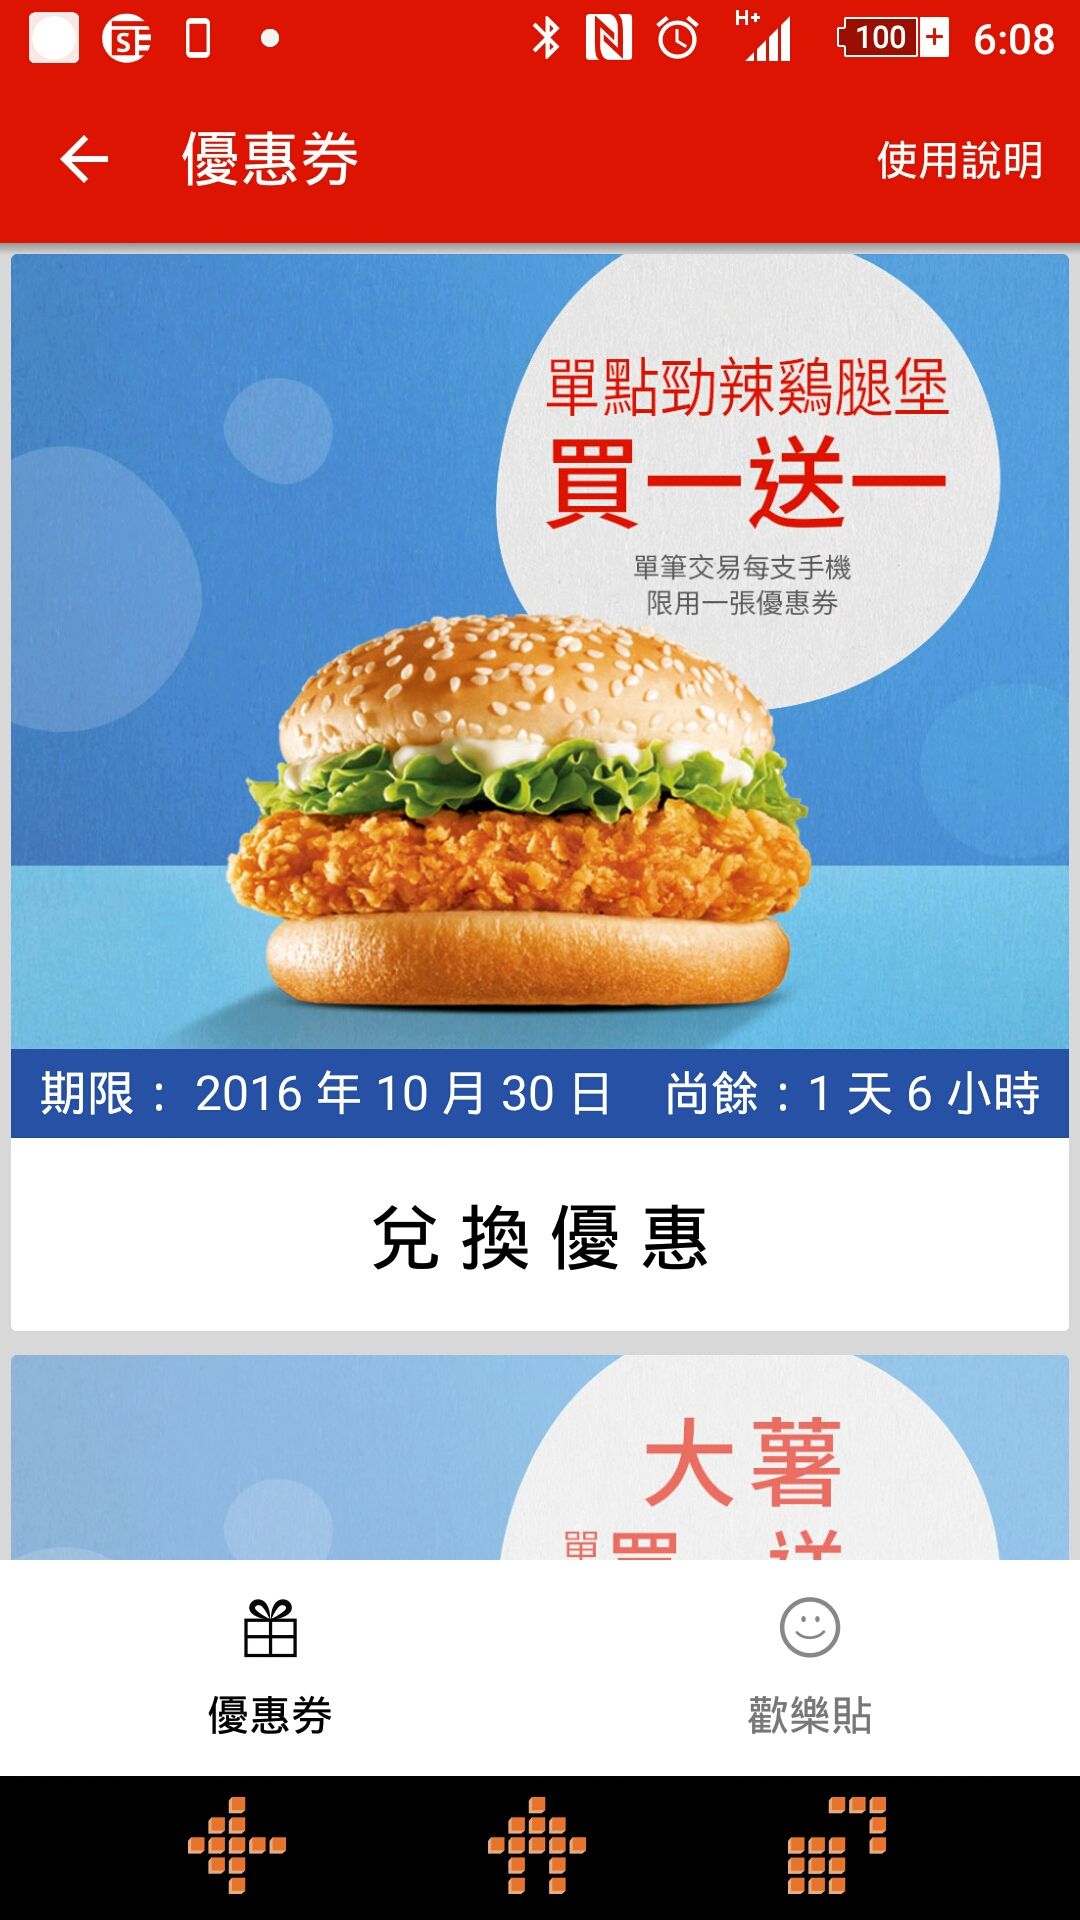 H+
100
6:08
優惠券
使用說明
單點勁辣鷄腿堡
買一送一
單筆交易每支手機
限用一張優惠券
期限： 2016 年 10 月 30 日
尚餘：1 天 6 小時
兌換優惠
大薯
優惠券
歡樂貼